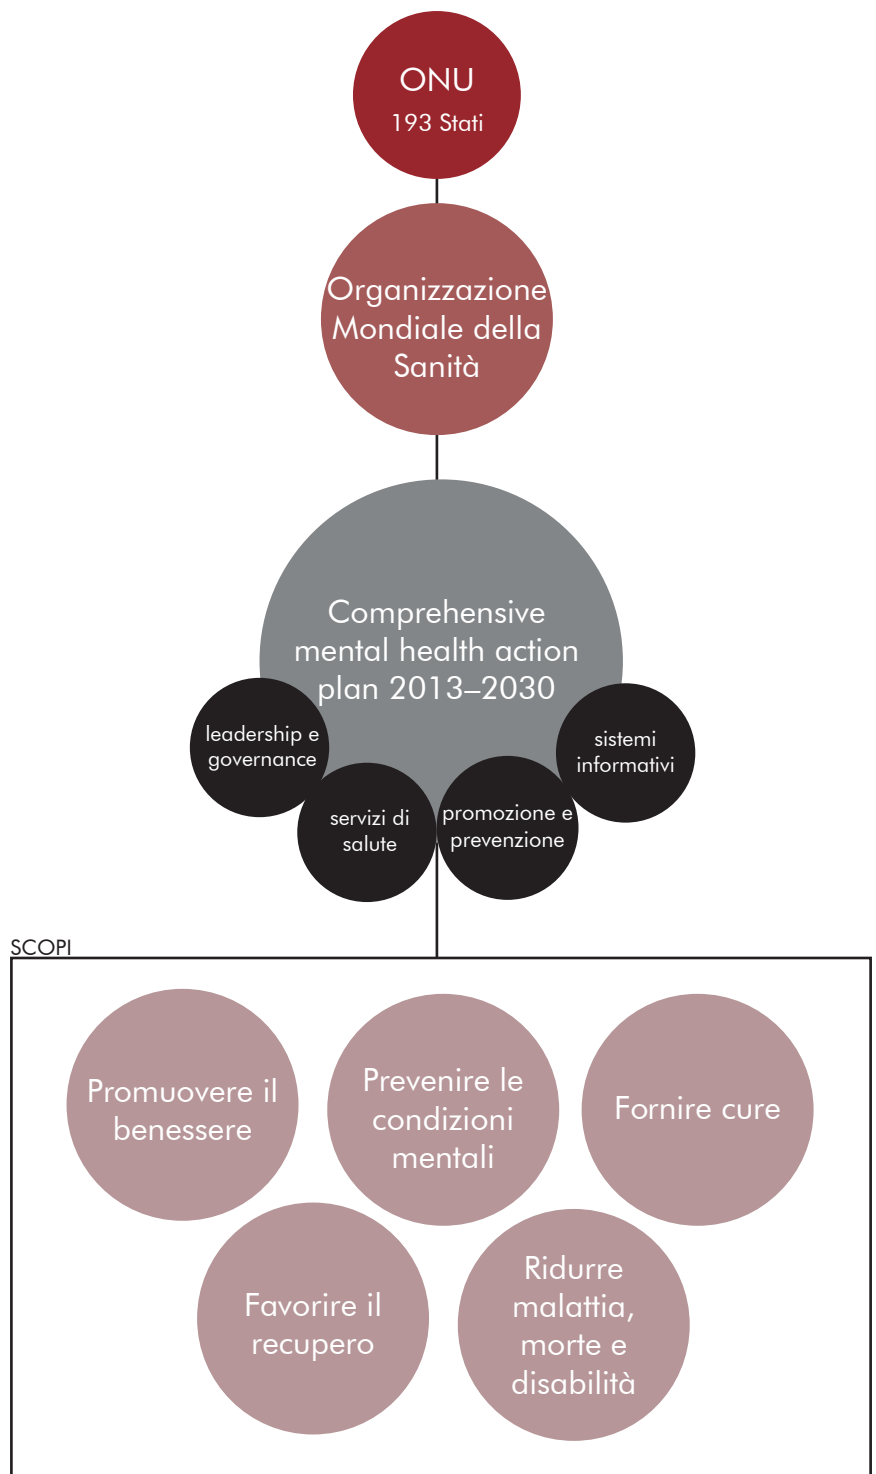 ONU
193 Stati
Organizzazione
Mondiale della
Sanità
Comprehensive
mental health action
plan 2013–2030
leadership e
governance
servizi di
salute
promozione e
prevenzione
sistemi
informativi
SCOPI
Promuovere il
benessere
Prevenire le
condizioni
mentali
Fornire cure
Favorire il
recupero
Ridurre
malattia,
morte e
disabilità